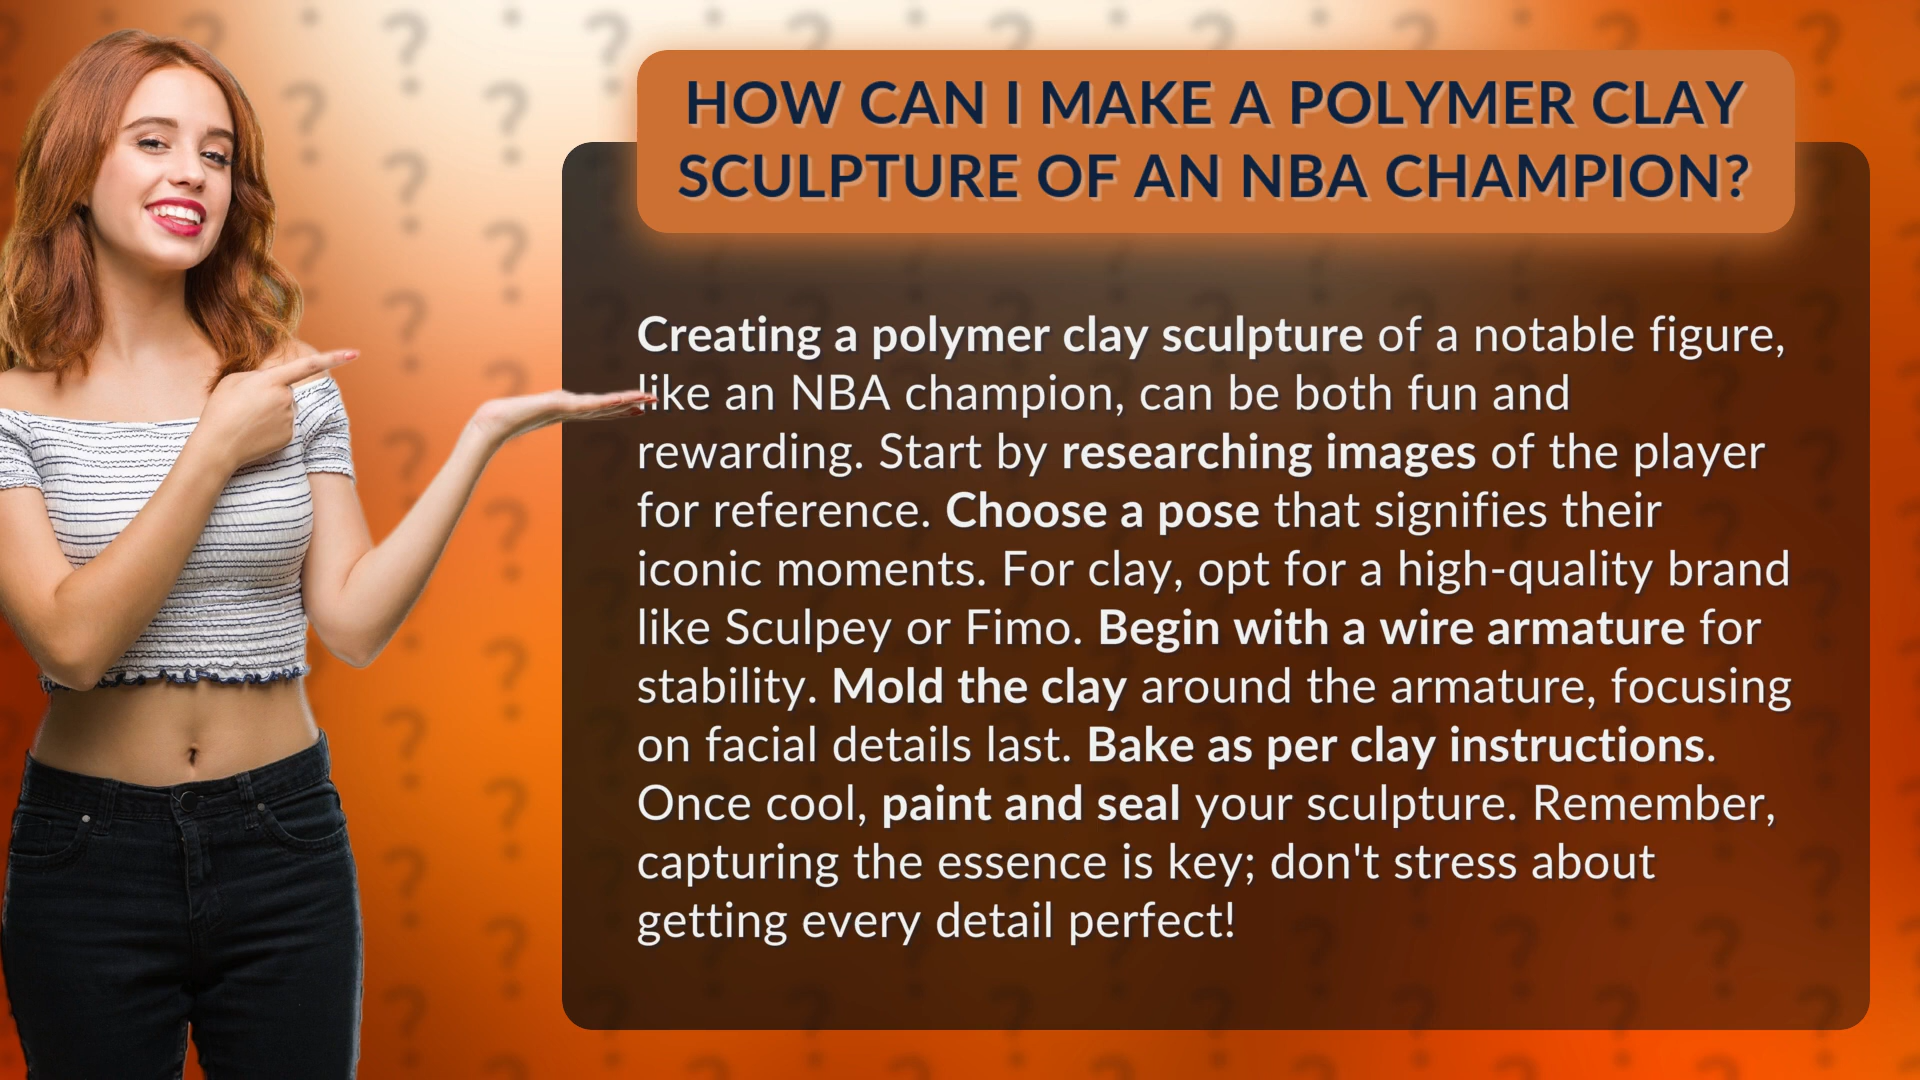 HOW CAN I MAKE A POLYMER CLAY
SCULPTURE OF AN NBA CHAMPION?
Creating a polymer clay sculpture of a notable figure,
like an NBA champion, can be both fun and
rewarding. Start by researching images of the player
for reference. Choose a pose that signifies their
iconic moments. For clay, opt for a high-quality brand
like Sculpey or Fimo. Begin with a wire armature for
stability. Mold the clay around the armature, focusing
on facial details last. Bake as per clay instructions.
Once cool, paint and seal your sculpture. Remember,
capturing the essence is key; don't stress about
getting every detail perfect!